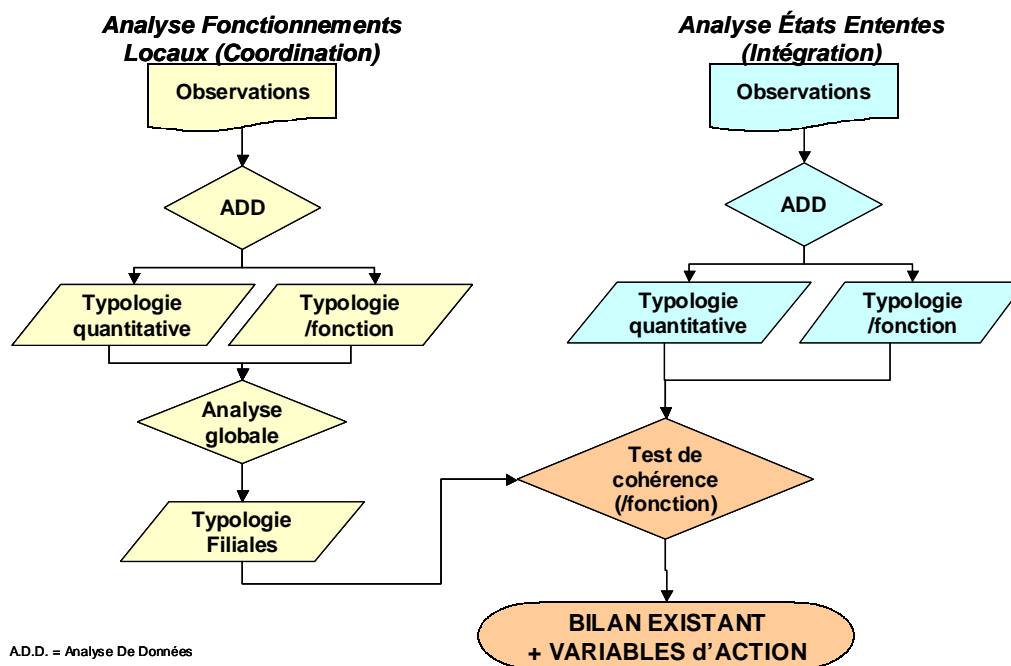 Analyse Fonctionnements
Locaux (Coordination)
Analyse États Ententes
(Intégration)
Observations
Observations
ADD
ADD
Typologie
quantitative
Typologie
/fonction
Typologie
quantitative
Typologie
/fonction
Analyse
globale
Test de
cohérence
(/fonction)
Typologie
Filiales
BILAN EXISTANT
+ VARIABLES d'ACTION
A.D.D. = Analyse De Données